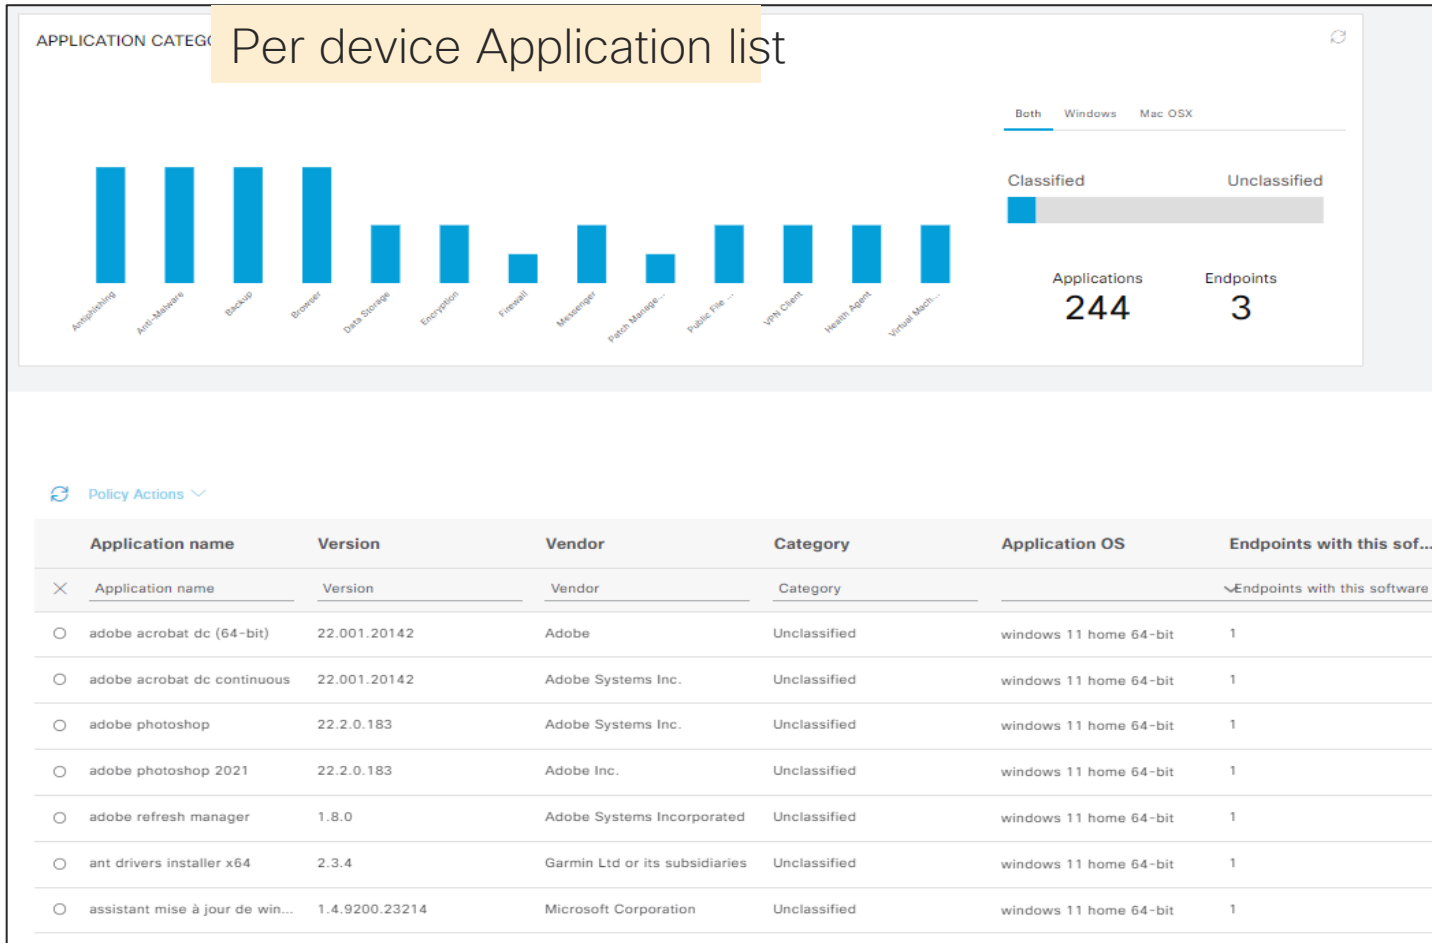 Per device Application list
APPLICATION CATEGO
Both Windows Mac OSX
Classified Unclassified
Applications Endpoints
244 3
Antiphishing
Anti-Malware
Backup
Browser
Data Storage
Encryption
Firewall
Messenger
Patch Manage...
Public File ...
VPN Client
Health Agent
Virtual Mach...
Policy Actions
Application name Version Vendor Category Application OS Endpoints with this sof...
Application name Version Vendor Category Endpoints with this software
adobe acrobat dc (64-bit) 22.001.20142 Adobe Unclassified windows 11 home 64-bit 1
adobe acrobat dc continuous 22.001.20142 Adobe Systems Inc. Unclassified windows 11 home 64-bit 1
adobe photoshop 22.2.0.183 Adobe Systems Inc. Unclassified windows 11 home 64-bit 1
adobe photoshop 2021 22.2.0.183 Adobe Inc. Unclassified windows 11 home 64-bit 1
adobe refresh manager 1.8.0 Adobe Systems Incorporated Unclassified windows 11 home 64-bit 1
ant drivers installer x64 2.3.4 Garmin Ltd or its subsidiaries Unclassified windows 11 home 64-bit 1
assistant mise à jour de win... 1.4.9200.23214 Microsoft Corporation Unclassified windows 11 home 64-bit 1